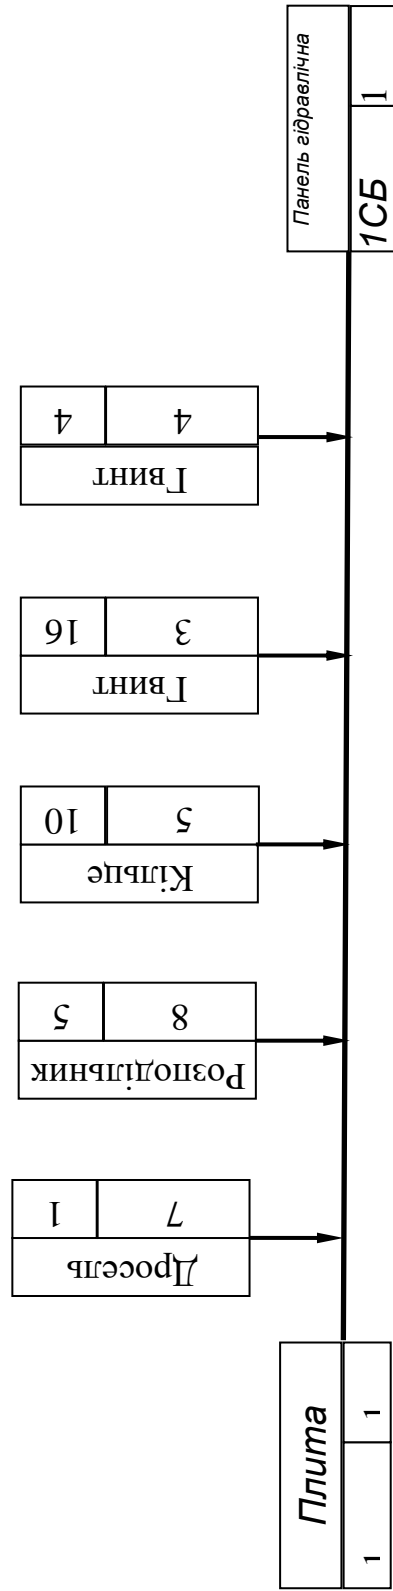 Панель гідравлічна
1СБ 1
4 4
Гвинт
3 16
Гвинт
5 10
Кільце
8 5
Розподільник
7 1
Дросель
Плита
1 1